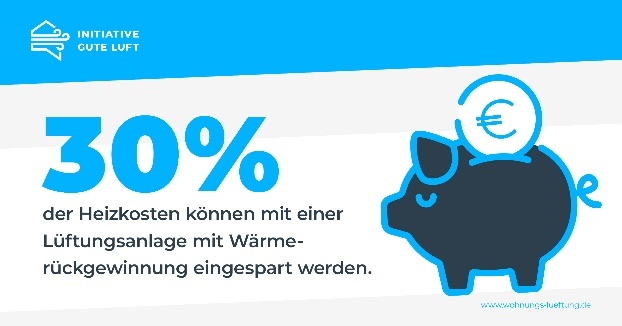 INITIATIVE
GUTE LUFT
€
30%
der Heizkosten können mit einer
Lüftungsanlage mit Wärme-
rückgewinnung eingespart werden.
www.wohnungs-lueftung.de